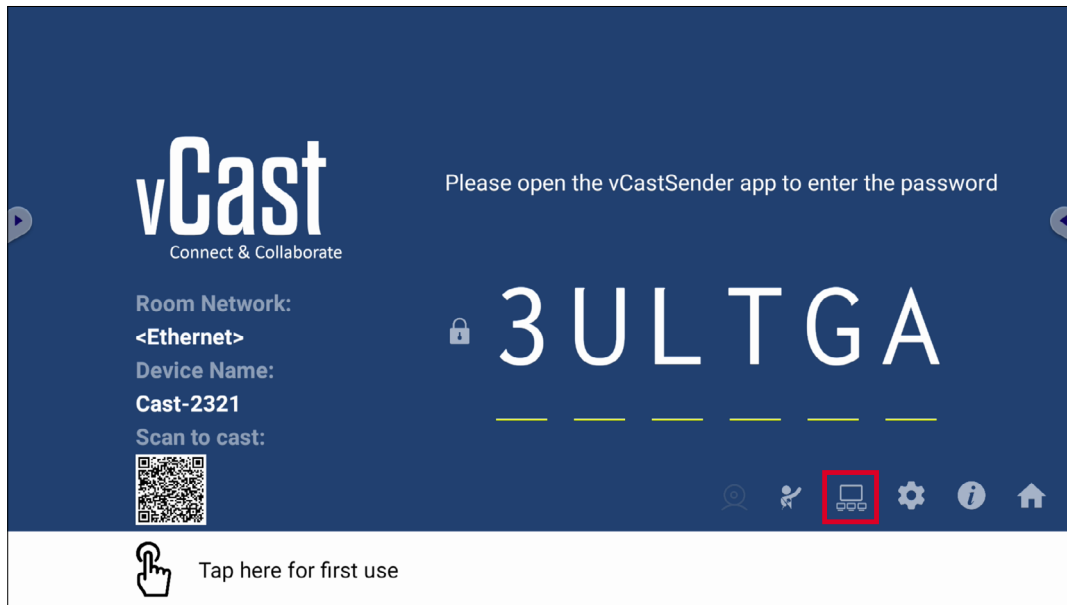 vCast
Connect & Collaborate
Please open the vCastSender app to enter the password
Room Network:
<Ethernet>
Device Name:
Cast-2321
Scan to cast:
3ULTGA
Tap here for first use